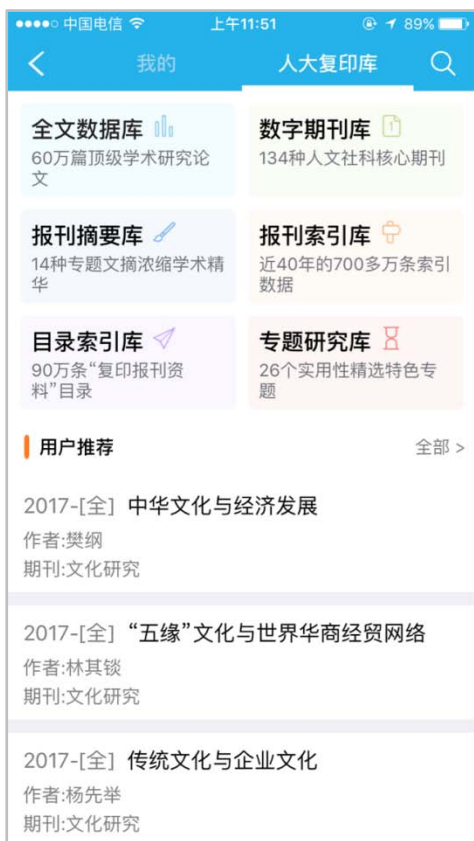 中国电信 上午11:51 89%
我的 人大复印库
全文数据库
60万篇顶级学术研究论
文
数字期刊库
134种人文社科核心期刊
报刊摘要库
14种专题文摘浓缩学术精
华
报刊索引库
近40年的700多万条索引
数据
目录索引库
90万条“复印报刊资
料”目录
专题研究库
26个实用性精选特色专
题
用户推荐 全部 >
2017-[全] 中华文化与经济发展
作者:樊纲
期刊:文化研究
2017-[全] “五缘”文化与世界华商经贸网络
作者:林其锬
期刊:文化研究
2017-[全] 传统文化与企业文化
作者:杨先举
期刊:文化研究